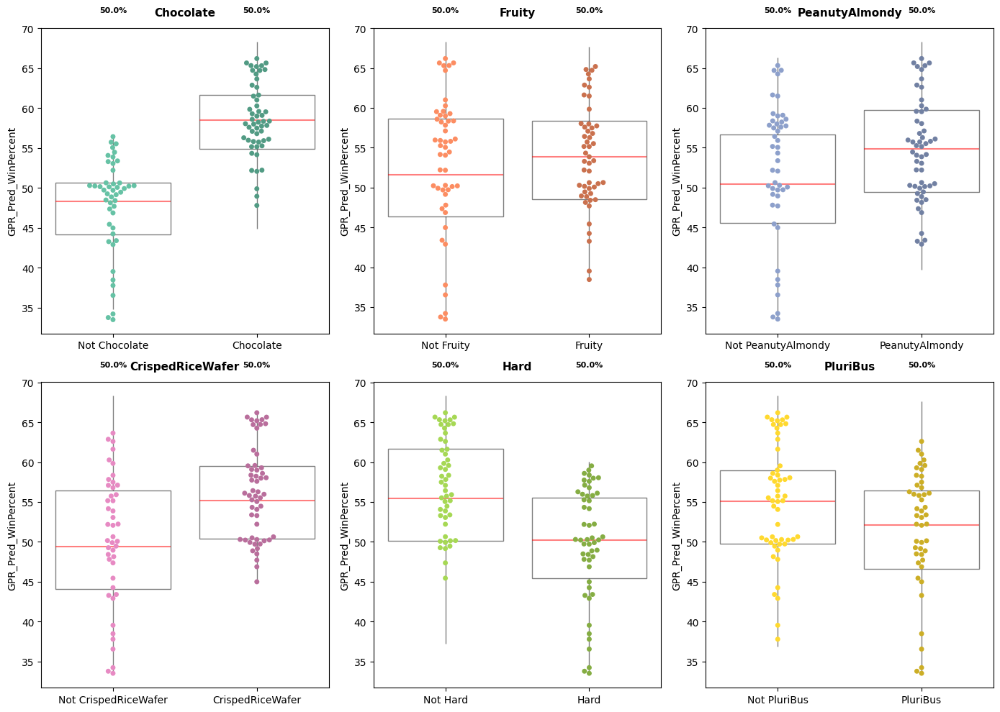 50.0% Chocolate 50.0%
50.0% Fruity 50.0%
50.0% PeanutyAlmondy 50.0%
GPR_Pred_WinPercent
70
65
60
55
50
45
40
35
Not Chocolate Chocolate
GPR_Pred_WinPercent
70
65
60
55
50
45
40
35
Not Fruity Fruity
GPR_Pred_WinPercent
70
65
60
55
50
45
40
35
Not PeanutyAlmondy PeanutyAlmondy
50.0% CrispedRiceWafer 50.0%
50.0% Hard 50.0%
50.0% PluriBus 50.0%
GPR_Pred_WinPercent
70
65
60
55
50
45
40
35
Not CrispedRiceWafer CrispedRiceWafer
GPR_Pred_WinPercent
70
65
60
55
50
45
40
35
Not Hard Hard
GPR_Pred_WinPercent
70
65
60
55
50
45
40
35
Not PluriBus PluriBus